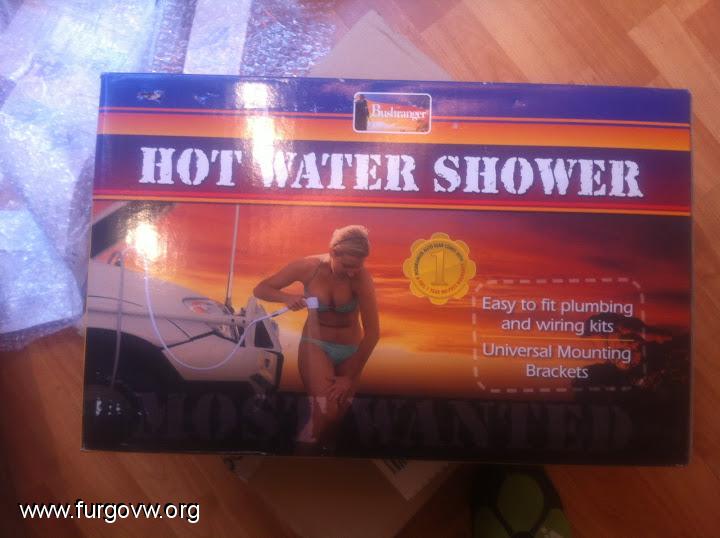 Bushranger
HOT WATER SHOWER
1
Easy to fit plumbing
and wiring kits
Universal Mounting
Brackets
MOST WANTED
www.furgovw.org